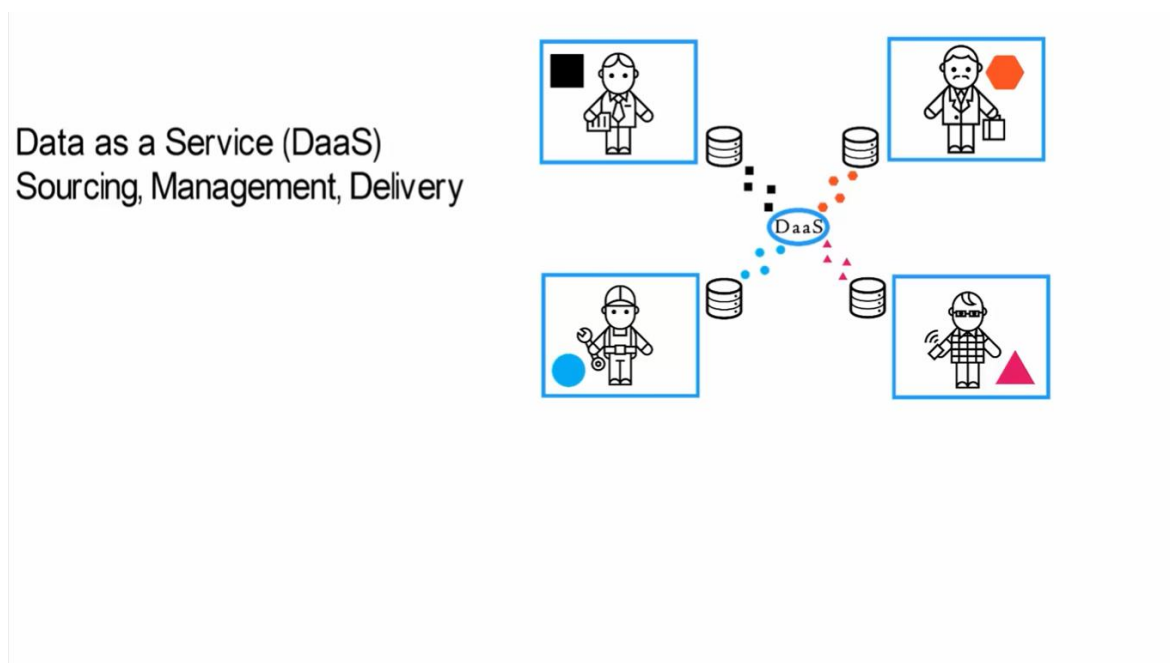 Data as a Service (DaaS)
Sourcing, Management, Delivery
DaaS